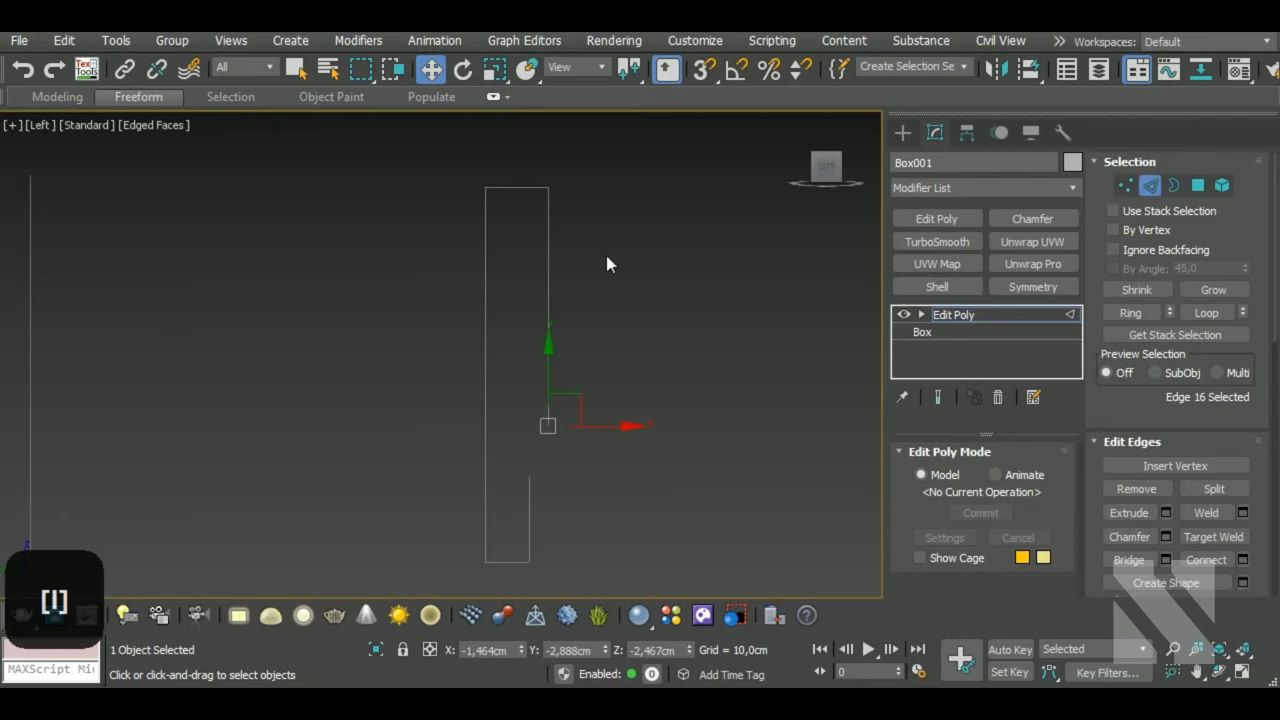 File Edit Tools Group Views Create Modifiers Animation Graph Editors Rendering Customize Scripting Content Substance Civil View Workspaces: Default
Tex Tools All View 3 Create Selection Se
Modeling Freeform Selection Object Paint Populate
[+] [Left] [Standard] [Edged Faces]
Box001
Modifier List
Edit Poly Chamfer
TurboSmooth Unwrap UVW
UVW Map Unwrap Pro
Shell Symmetry
Edit Poly
Box
Edit Poly Mode
Model Animate
<No Current Operation>
Commit
Settings Cancel
Show Cage
Selection
Use Stack Selection
By Vertex
Ignore Backfacing
By Angle: 45,0
Shrink Grow
Ring Loop
Get Stack Selection
Preview Selection
Off SubObj Multi
Edge 16 Selected
Edit Edges
Insert Vertex
Remove Split
Extrude Weld
Chamfer Target Weld
Bridge Connect
Create Shape
[l]
1 Object Selected X: -1,464cm Y: -2,888cm Z: -2,467cm Grid = 10,0cm Auto Key Selected
MAXScript Mi Click or click-and-drag to select objects Enabled: 0 Add Time Tag 0 Set Key Key Filters...